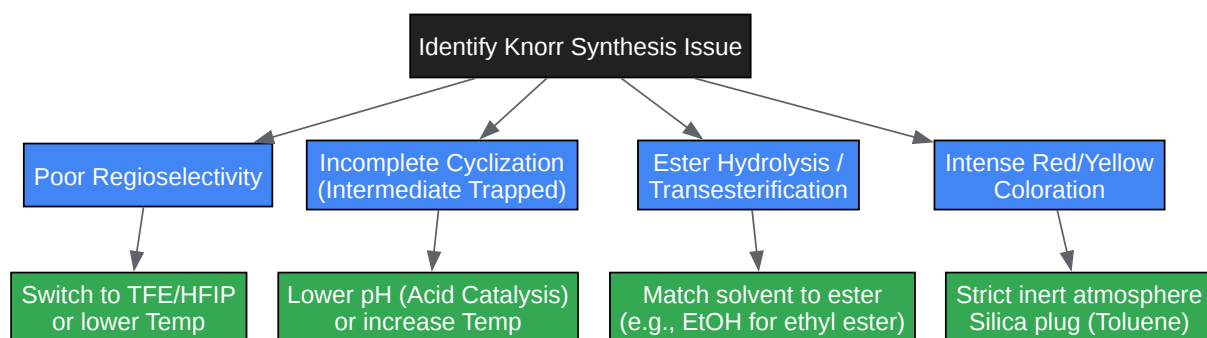 Identify Knorr Synthesis Issue
Poor Regioselectivity
Incomplete Cyclization
(Intermediate Trapped)
Ester Hydrolysis /
Transesterification
Intense Red/Yellow
Coloration
Switch to TFE/HFIP
or lower Temp
Lower pH (Acid Catalysis)
or increase Temp
Match solvent to ester
(e.g., EtOH for ethyl ester)
Strict inert atmosphere
Silica plug (Toluene)